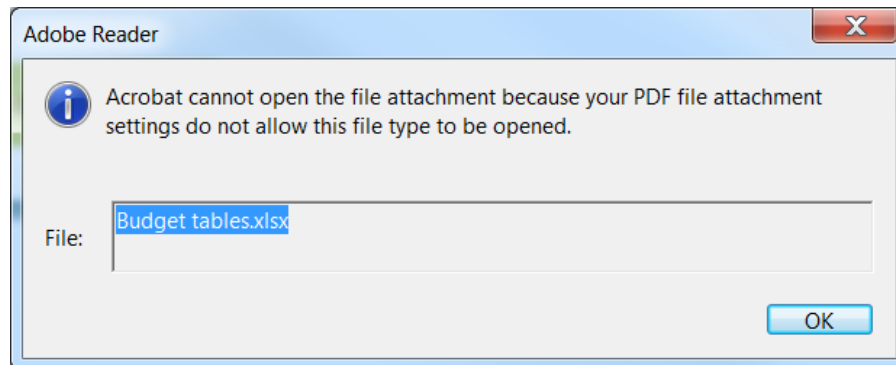 Adobe Reader
Acrobat cannot open the file attachment because your PDF file attachment
settings do not allow this file type to be opened.
File:
Budget tables.xlsx
OK